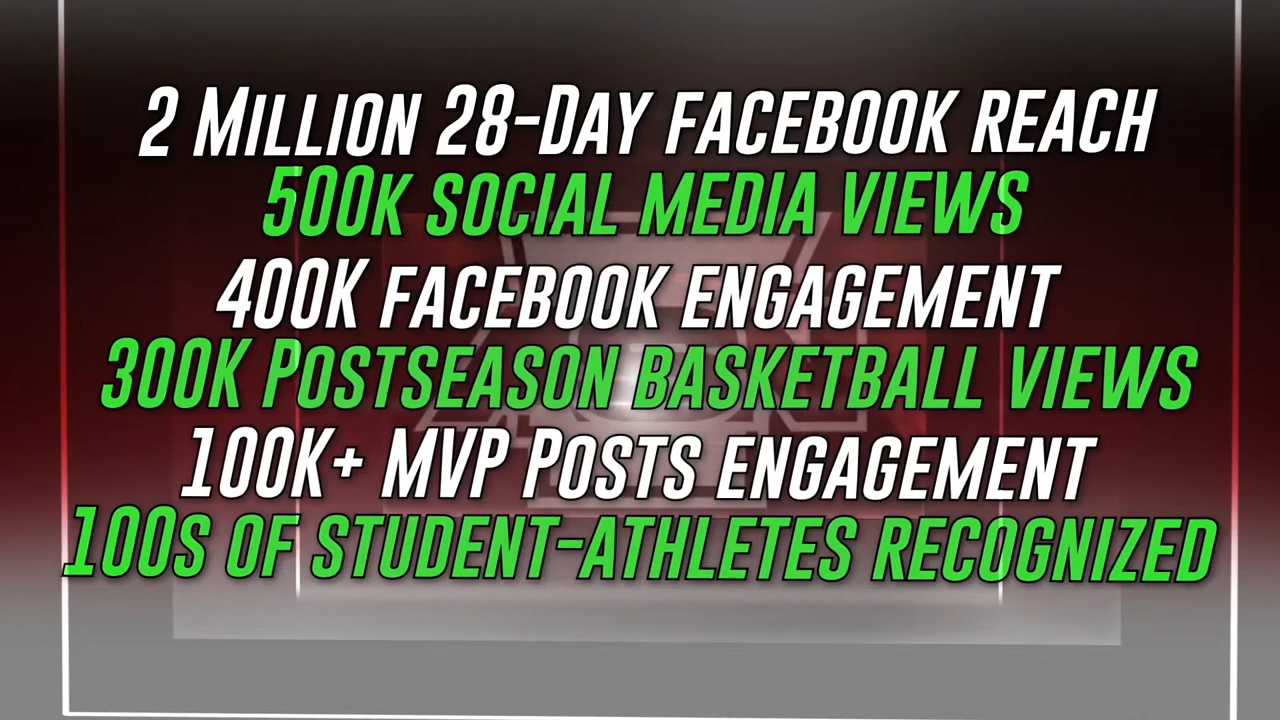 2 Million 28-Day facebook reach
500k social media views
400K facebook engagement
300K Postseason basketball views
100K+ MVP Posts engagement
100s of student-athletes recognized